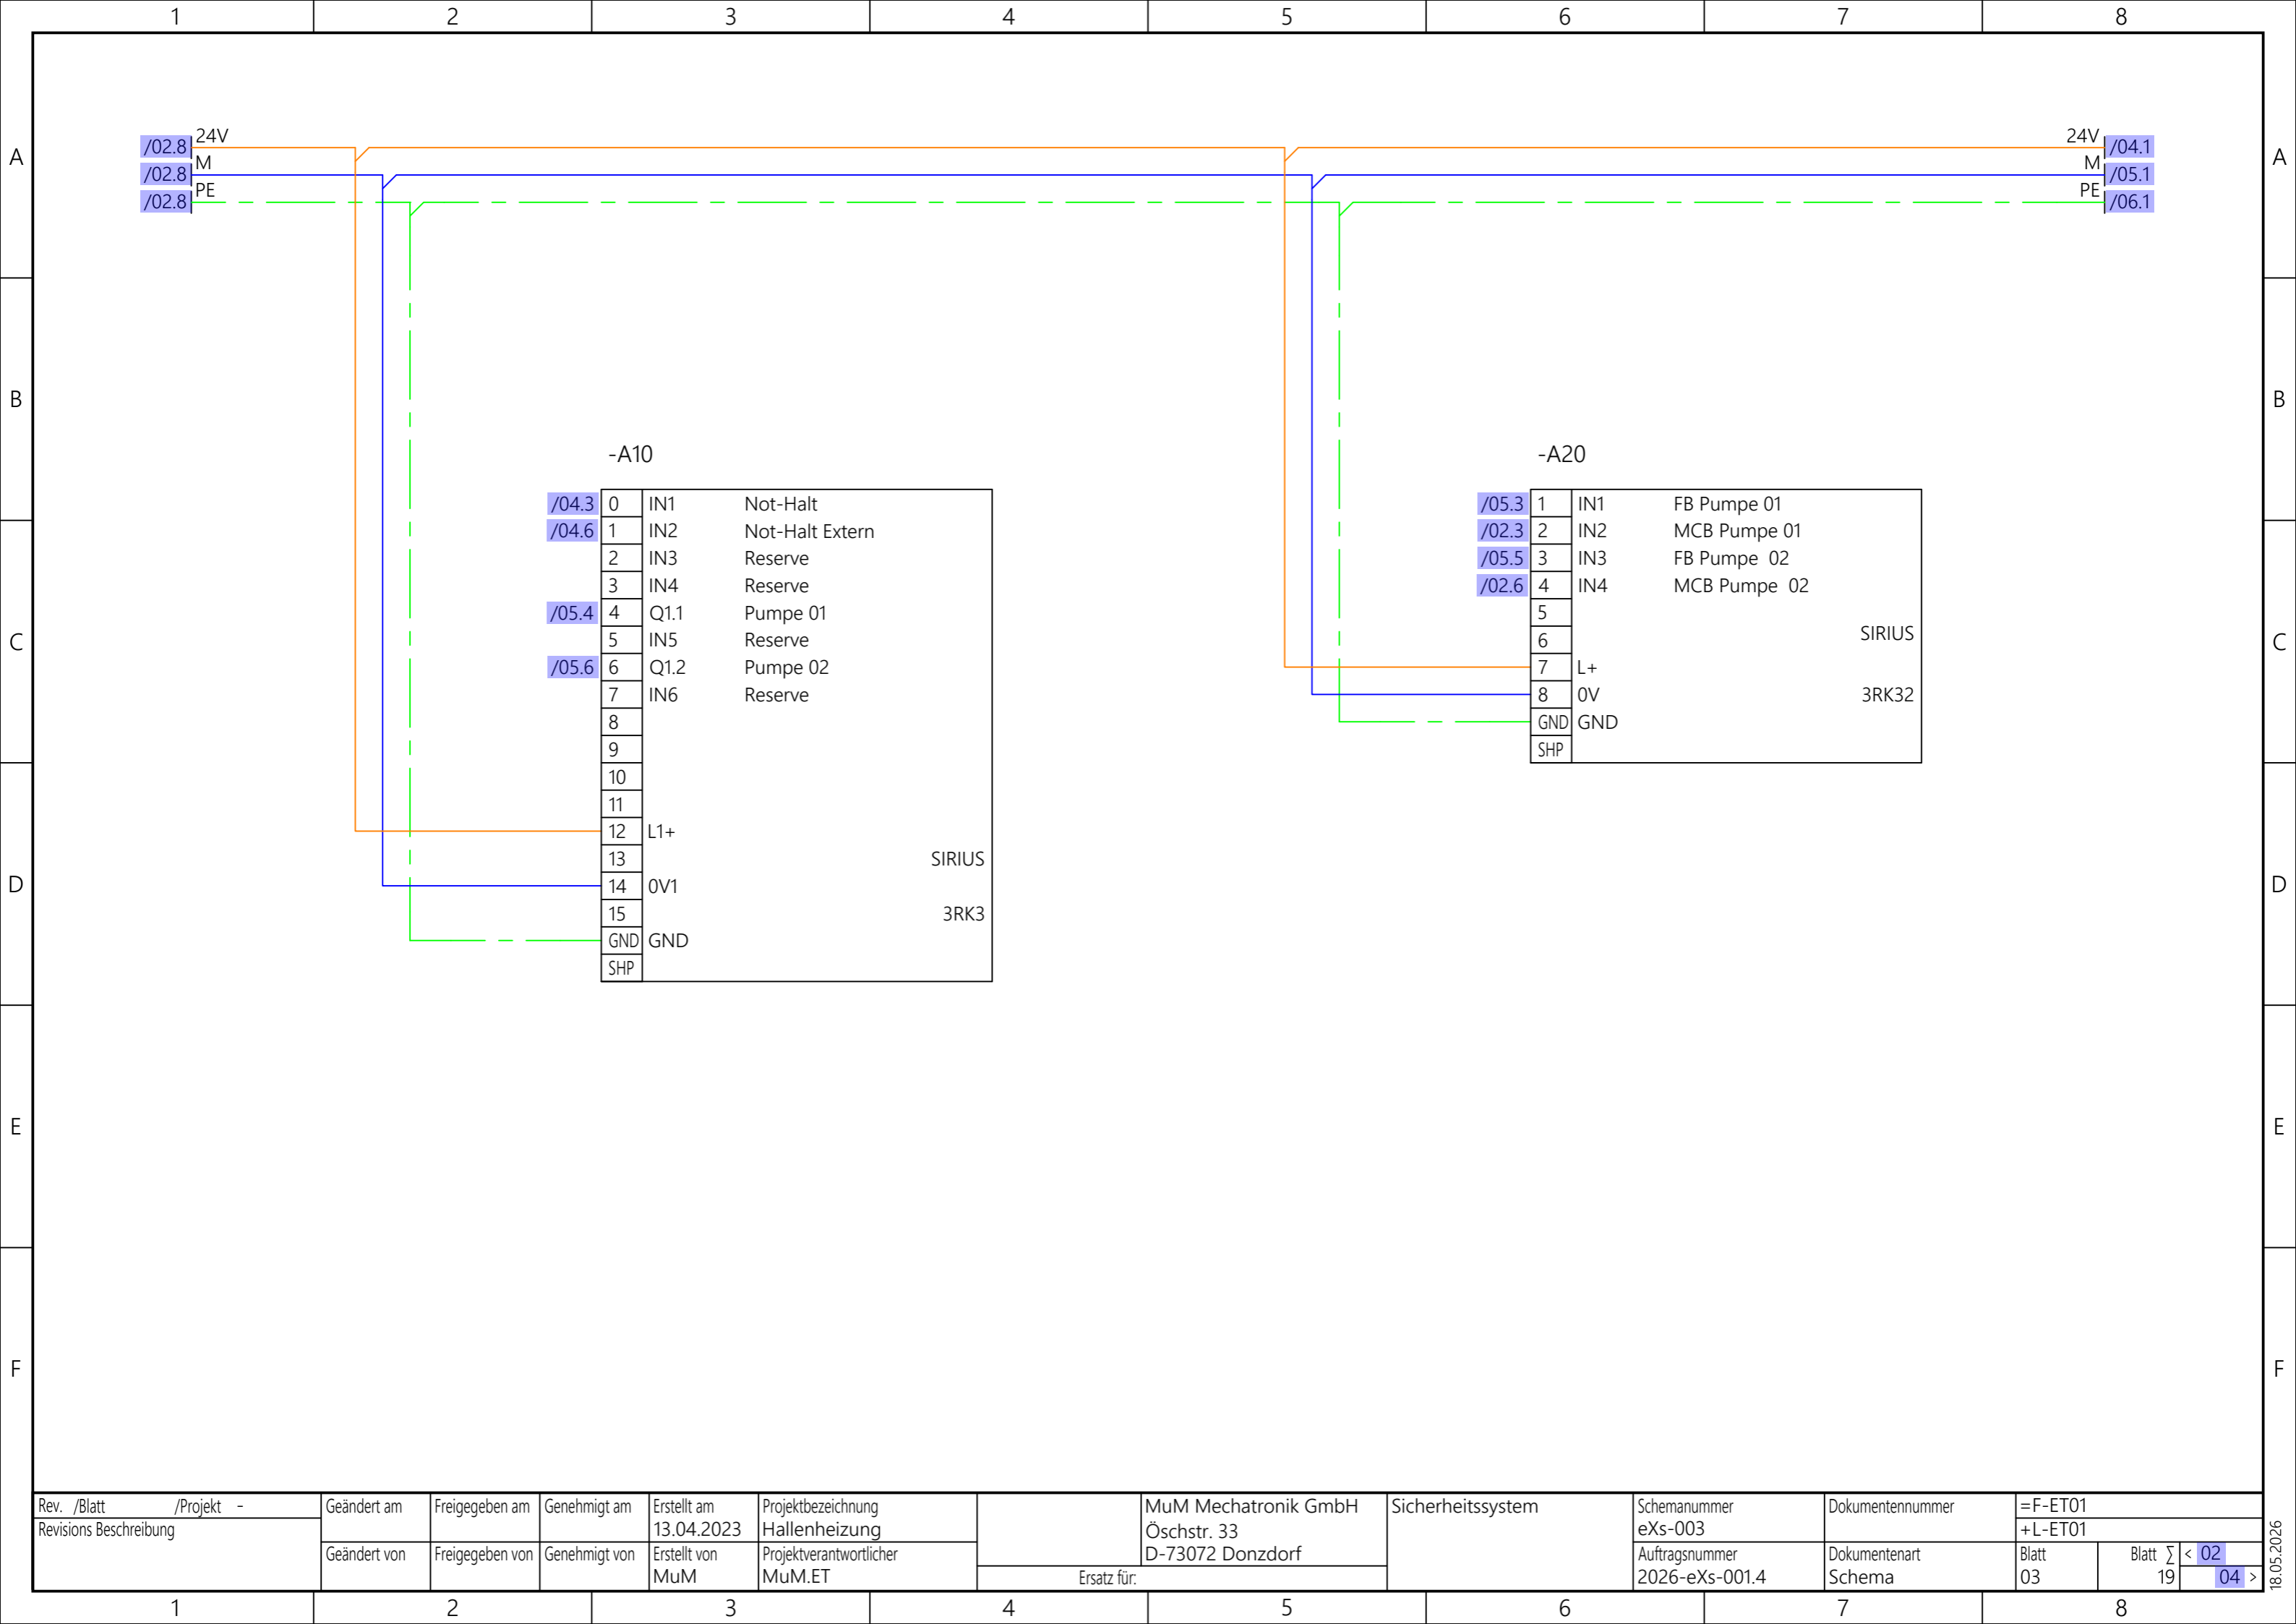 1 2 3 4 5 6 7 8
A A
/02.8 24V 24V /04.1
/02.8 M M /05.1
/02.8 PE PE /06.1
B B
-A10 -A20
/04.3 0 IN1 Not-Halt
/04.6 1 IN2 Not-Halt Extern
2 IN3 Reserve
3 IN4 Reserve
/05.4 4 Q1.1 Pumpe 01
5 IN5 Reserve
/05.6 6 Q1.2 Pumpe 02
7 IN6 Reserve
8
9
10
11
12 L1+
13 SIRIUS
14 0V1
15 3RK3
GND GND
SHP
/05.3 1 IN1 FB Pumpe 01
/02.3 2 IN2 MCB Pumpe 01
/05.5 3 IN3 FB Pumpe 02
/02.6 4 IN4 MCB Pumpe 02
5
6 SIRIUS
7 L+
8 0V 3RK32
GND GND
SHP
C C
D D
E E
F F
Rev. /Blatt /Projekt -
Revisions Beschreibung
Geändert am
Geändert von
Freigegeben am
Freigegeben von
Genehmigt am
Genehmigt von
Erstellt am
13.04.2023
Erstellt von
MuM
Projektbezeichnung
Hallenheizung
Projektverantwortlicher
MuM.ET
MuM Mechatronik GmbH
Öschstr. 33
D-73072 Donzdorf
Ersatz für:
Sicherheitssystem
Schemanummer
eXs-003
Auftragsnummer
2026-eXs-001.4
Dokumentennummer
Dokumentenart
Schema
=F-ET01
+L-ET01
Blatt
03
Blatt ∑
19
< 02
04 >
18.05.2026
1 2 3 4 5 6 7 8